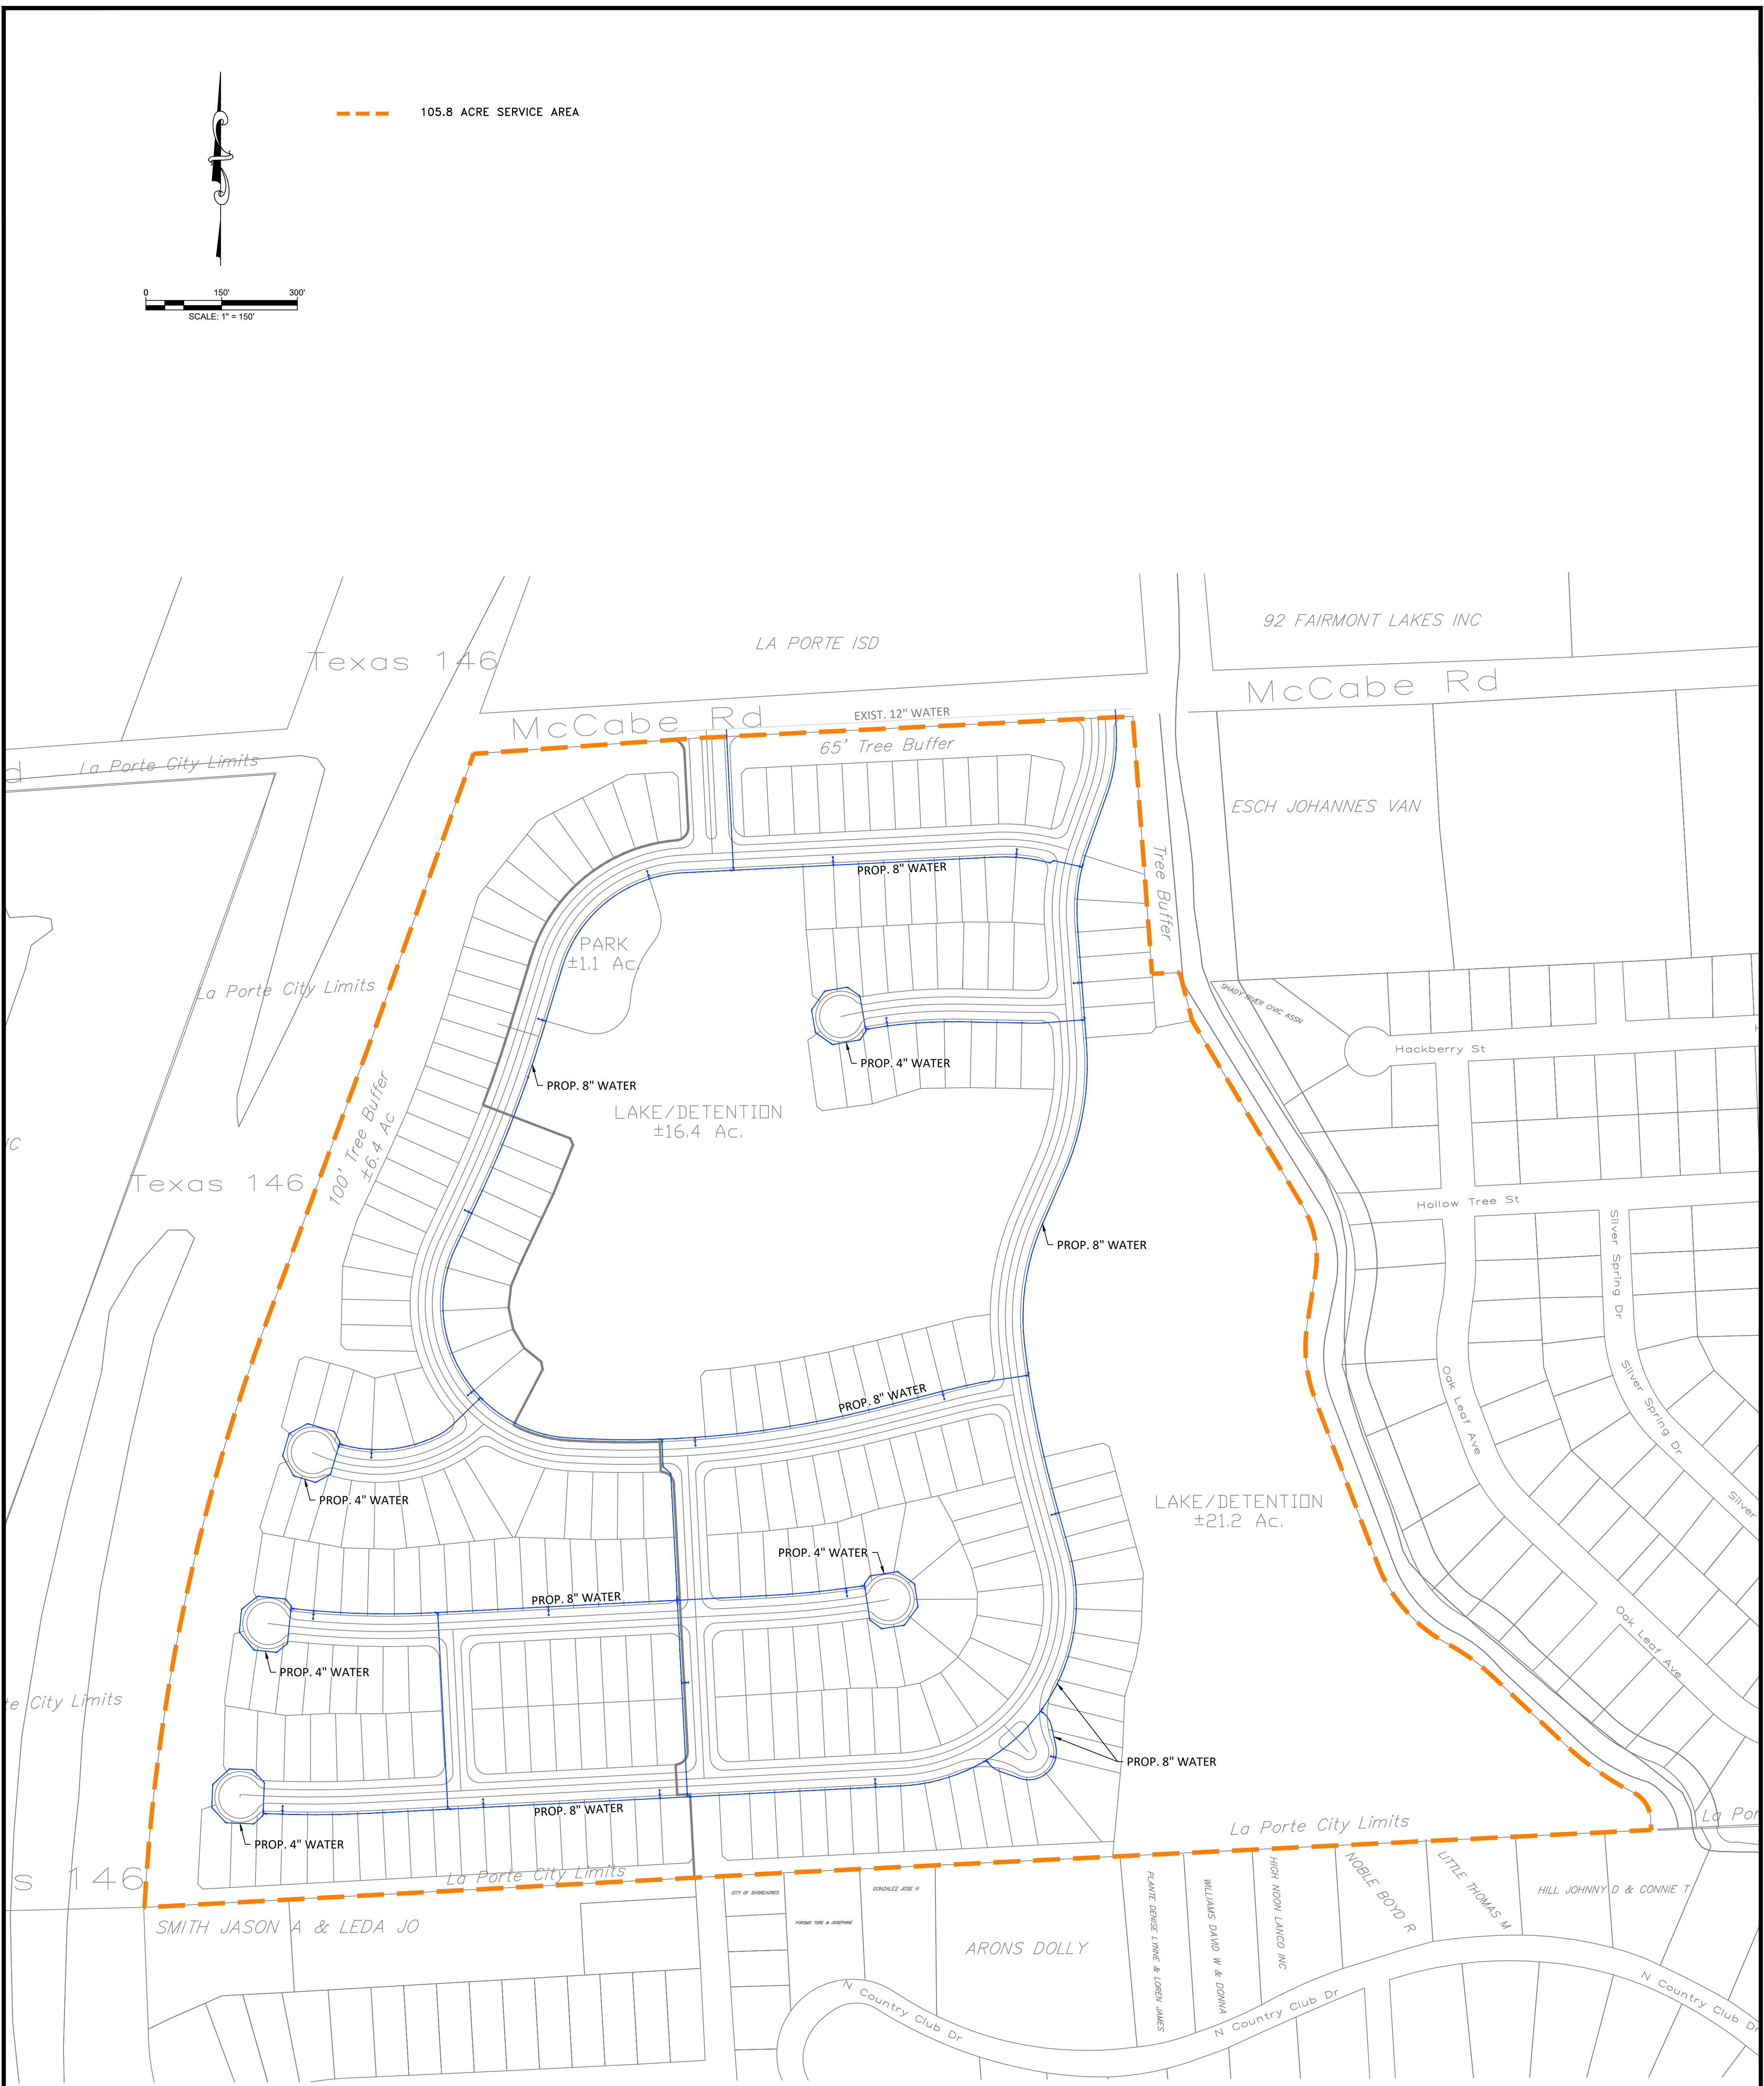 105.8 ACRE SERVICE AREA
0 150' 300'
SCALE: 1" = 150'
LA PORTE ISD
92 FAIRMONT LAKES INC
Texas 146
McCabe Rd
McCabe Rd
EXIST. 12" WATER
65' Tree Buffer
d
La Porte City Limits
ESCH JOHANNES VAN
Tree Buffer
PROP. 8" WATER
PARK
±1.1 Ac.
La Porte City Limits
SHADY RIVER CIVIC ASSN
Hackberry St
H
PROP. 4" WATER
PROP. 8" WATER
LAKE/DETENTION
±16.4 Ac.
100' Tree Buffer
±6.4 Ac
IC
Texas 146
Hollow Tree St
Silver Spring Dr
PROP. 8" WATER
Oak Leaf Ave
Silver Spring Dr
PROP. 8" WATER
Silver
PROP. 4" WATER
LAKE/DETENTION
±21.2 Ac.
PROP. 4" WATER
PROP. 8" WATER
Oak Leaf Ave
PROP. 4" WATER
te City Limits
PROP. 8" WATER
PROP. 8" WATER
PROP. 4" WATER
La Porte City Limits
La Por
La Porte City Limits
s 146
SMITH JASON A & LEDA JO
CITY OF SHOREACRES
GONZALEZ JOSE H
ARONS DOLLY
PLANTE DENISE LYNNE & LOREN JAMES
WILLIAMS DAVID W & DONNA
HIGH NOON LANCO INC
NOBLE BOYD R
LITTLE THOMAS M
HILL JOHNNY D & CONNIE T
N Country Club Dr
N Country Club Dr
N Country Club Dr